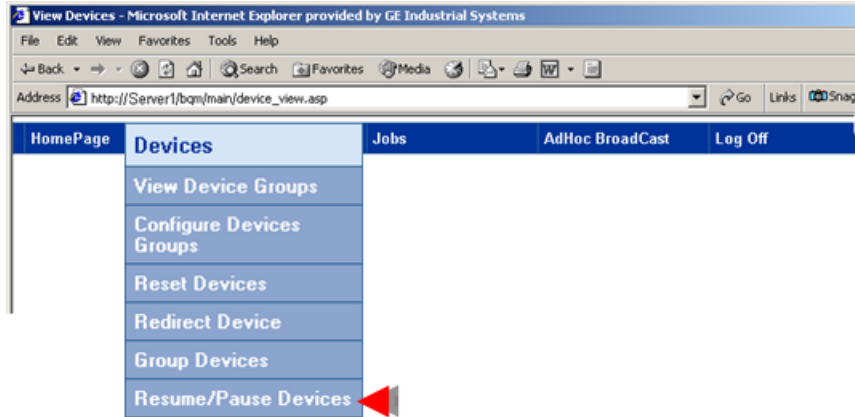 View Devices - Microsoft Internet Explorer provided by GE Industrial Systems
File Edit View Favorites Tools Help
Back Search Favorites Media
Address http://Server1/bqm/main/device_view.asp Go Links Snag
HomePage Devices Jobs AdHoc BroadCast Log Off
View Device Groups
Configure Devices
Groups
Reset Devices
Redirect Device
Group Devices
Resume/Pause Devices